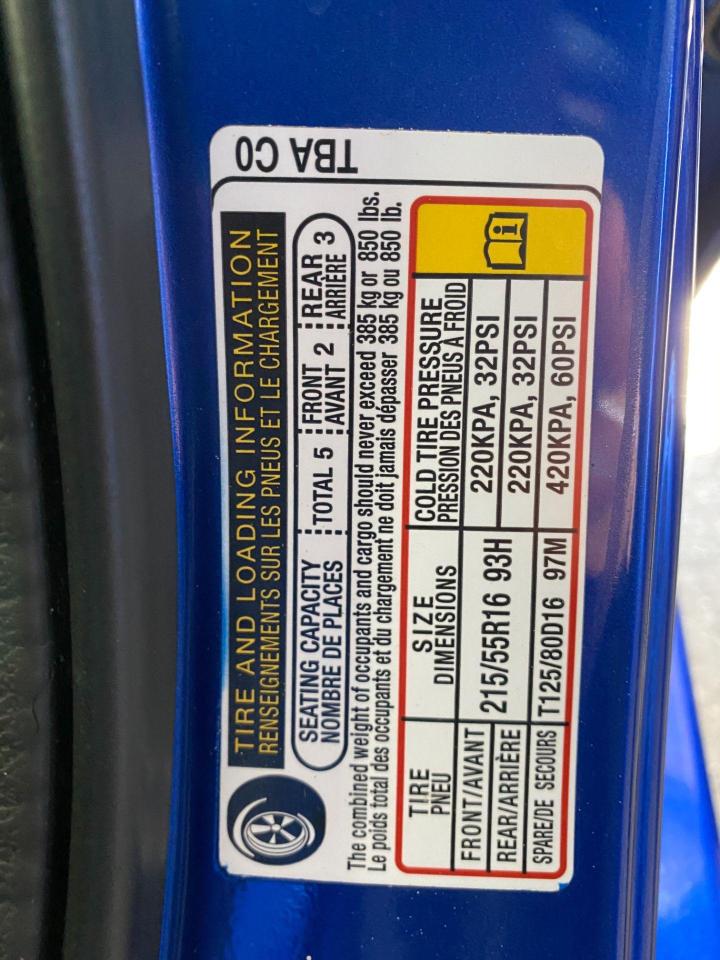 TBA C0
TIRE AND LOADING INFORMATION
RENSEIGNEMENTS SUR LES PNEUS ET LE CHARGEMENT
SEATING CAPACITY TOTAL 5 FRONT 2 REAR 3
NOMBRE DE PLACES AVANT ARRIÈRE
The combined weight of occupants and cargo should never exceed 385 kg or 850 lbs.
Le poids total des occupants et du chargement ne doit jamais dépasser 385 kg ou 850 lb.
TIRE SIZE COLD TIRE PRESSURE
PNEU DIMENSIONS PRESSION DES PNEUS À FROID
FRONT/AVANT 215/55R16 93H 220KPA, 32PSI
REAR/ARRIÈRE 220KPA, 32PSI
SPARE/DE SECOURS T125/80D16 97M 420KPA, 60PSI